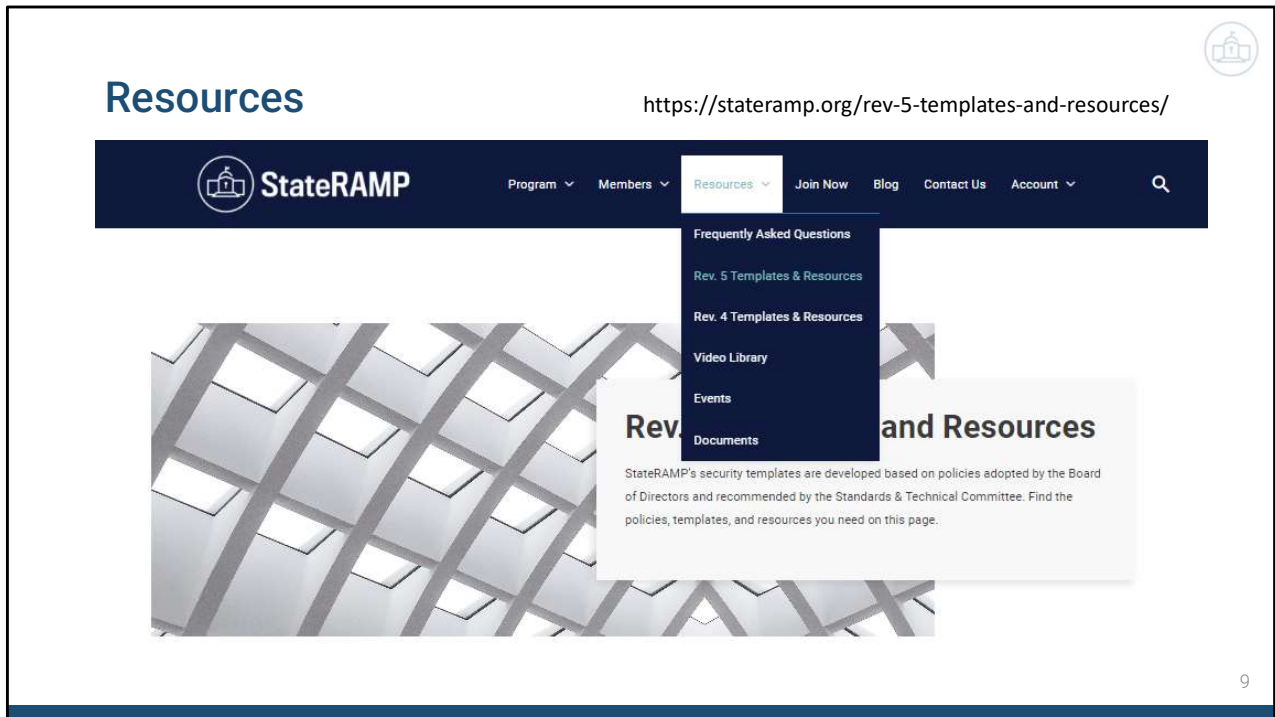 Resources
https://stateramp.org/rev-5-templates-and-resources/
StateRAMP
Program Members Resources Join Now Blog Contact Us Account
Frequently Asked Questions
Rev. 5 Templates & Resources
Rev. 4 Templates & Resources
Video Library
Events
Documents
Rev. and Resources
StateRAMP's security templates are developed based on policies adopted by the Board
of Directors and recommended by the Standards & Technical Committee. Find the
policies, templates, and resources you need on this page.
9